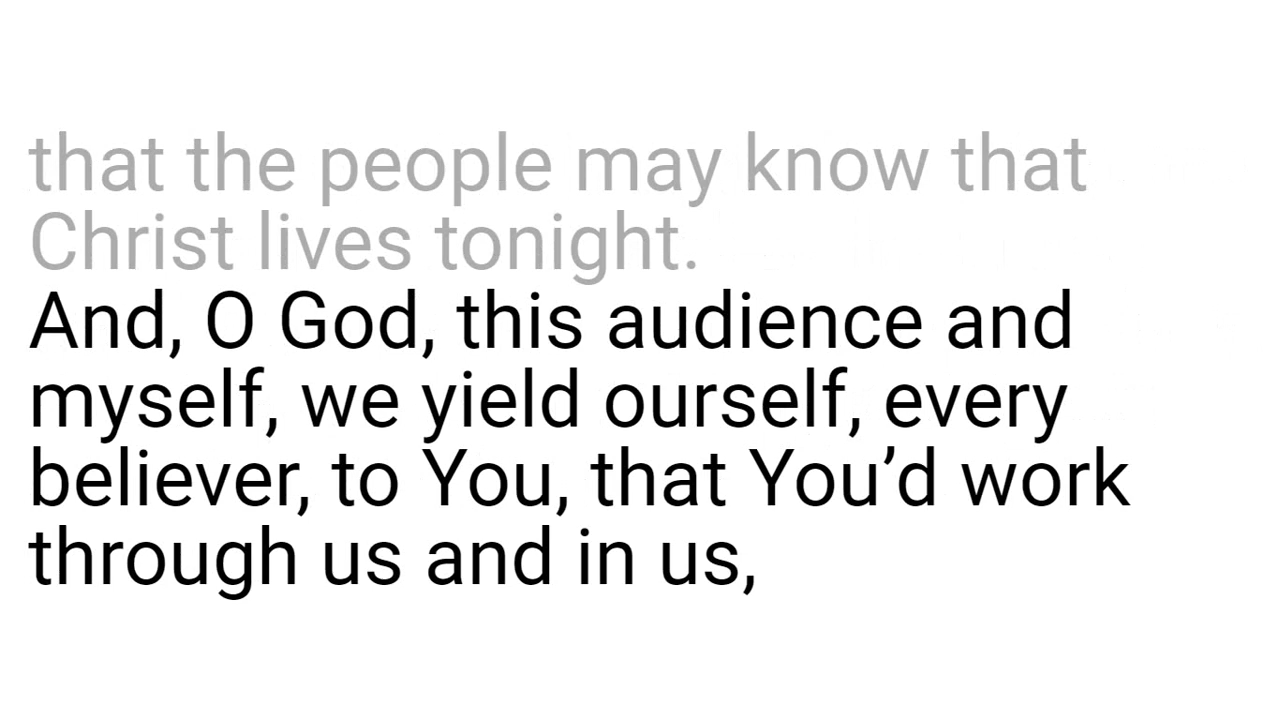 that the people may know that
Christ lives tonight.
And, O God, this audience and
myself, we yield ourself, every
believer, to You, that You’d work
through us and in us,